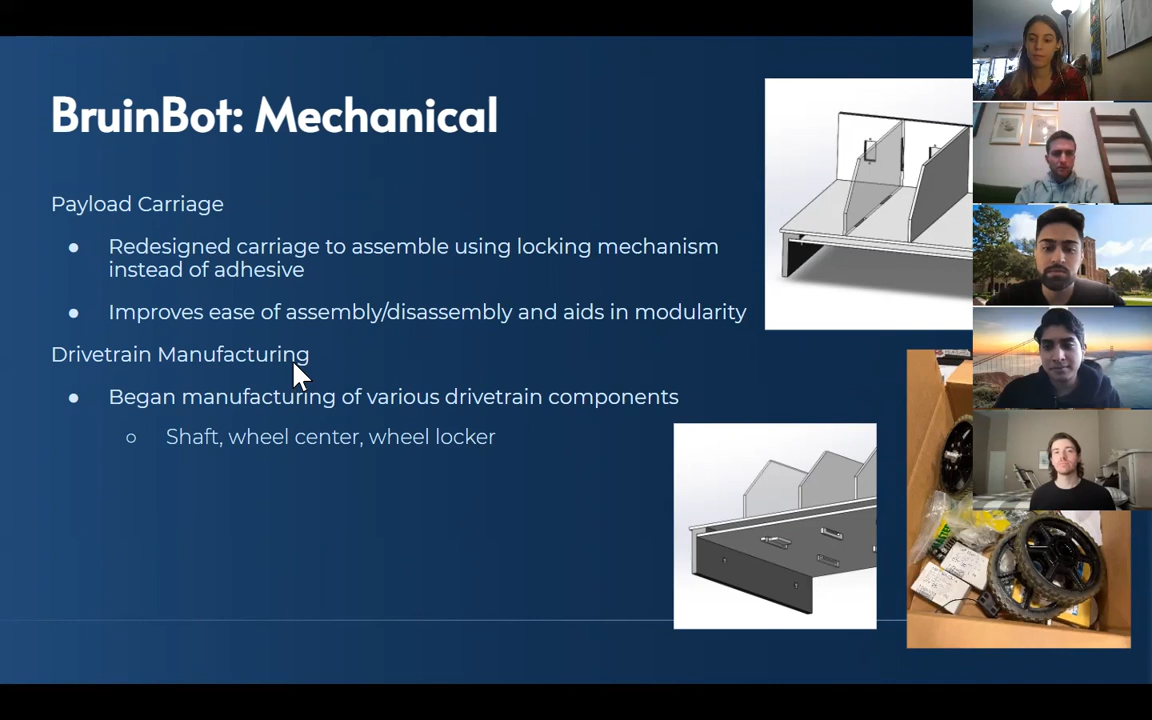 BruinBot: Mechanical
Payload Carriage
● Redesigned carriage to assemble using locking mechanism
instead of adhesive
● Improves ease of assembly/disassembly and aids in modularity
Drivetrain Manufacturing
● Began manufacturing of various drivetrain components
○ Shaft, wheel center, wheel locker